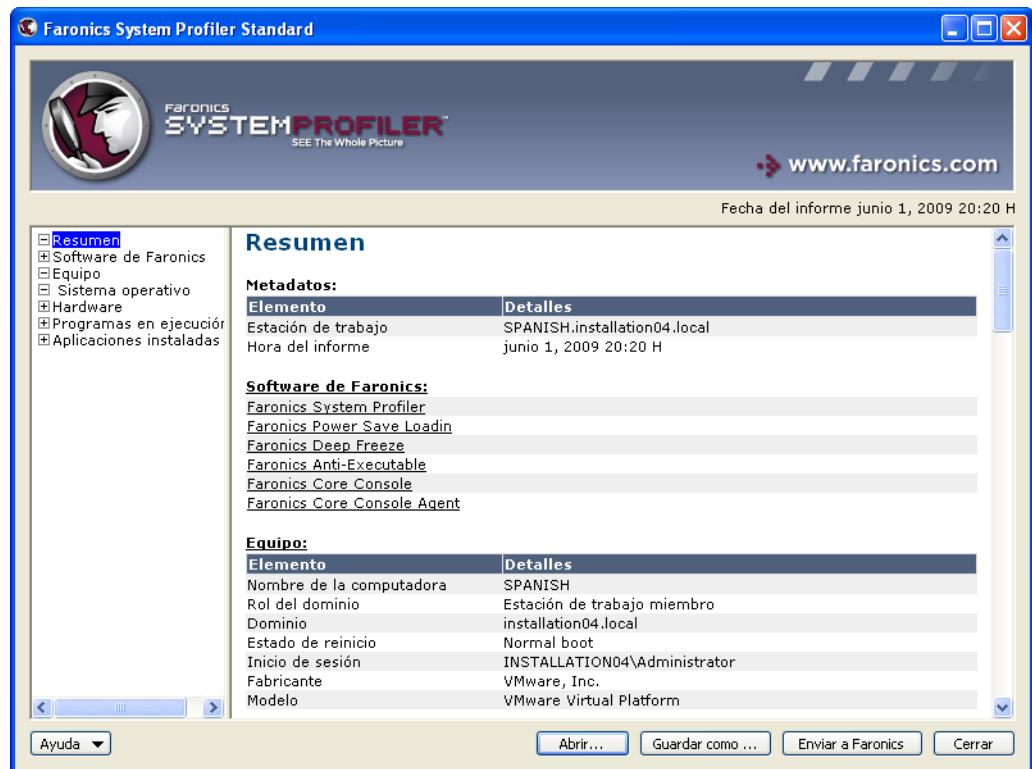 Faronics System Profiler Standard
Faronics
SYSTEMPROFILER™
SEE The Whole Picture
www.faronics.com
Fecha del informe junio 1, 2009 20:20 H
Resumen
Software de Faronics
Equipo
Sistema operativo
Hardware
Programas en ejecución
Aplicaciones instaladas
Resumen
Metadatos:
Elemento Detalles
Estación de trabajo SPANISH.installation04.local
Hora del informe junio 1, 2009 20:20 H
Software de Faronics:
Faronics System Profiler
Faronics Power Save Loadin
Faronics Deep Freeze
Faronics Anti-Executable
Faronics Core Console
Faronics Core Console Agent
Equipo:
Elemento Detalles
Nombre de la computadora SPANISH
Rol del dominio Estación de trabajo miembro
Dominio installation04.local
Estado de reinicio Normal boot
Inicio de sesión INSTALLATION04\Administrator
Fabricante VMware, Inc.
Modelo VMware Virtual Platform
Ayuda
Abrir...
Guardar como ...
Enviar a Faronics
Cerrar